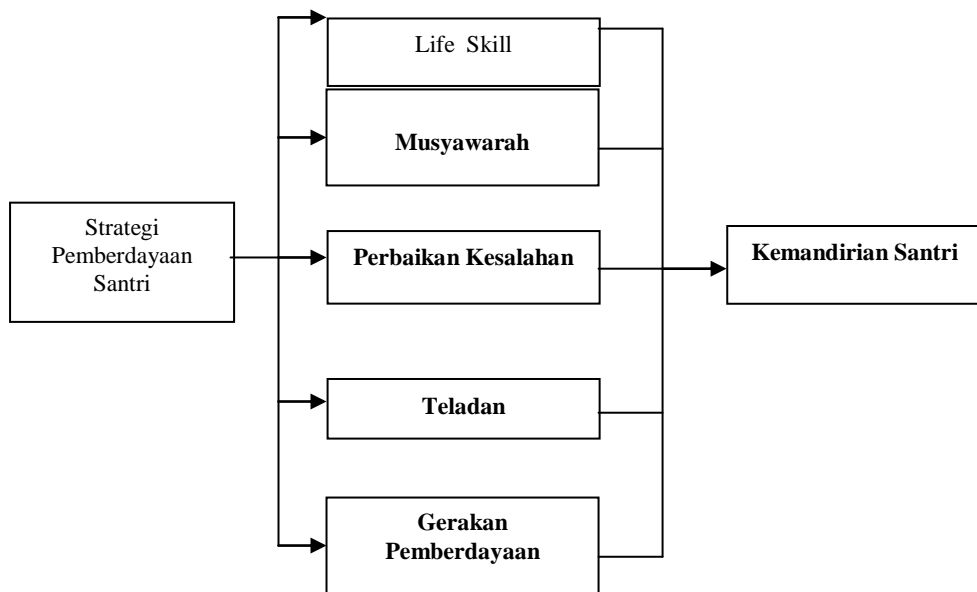 Life Skill
Musyawarah
Strategi
Pemberdayaan
Santri
Perbaikan Kesalahan
Kemandirian Santri
Teladan
Gerakan
Pemberdayaan